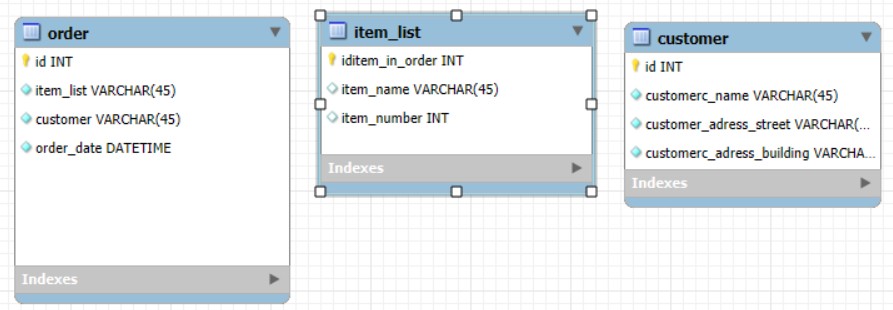 order
id INT
item_list VARCHAR(45)
customer VARCHAR(45)
order_date DATETIME
Indexes
item_list
iditem_in_order INT
item_name VARCHAR(45)
item_number INT
Indexes
customer
id INT
customerc_name VARCHAR(45)
customer_adress_street VARCHAR(...
customerc_adress_building VARCHA...
Indexes